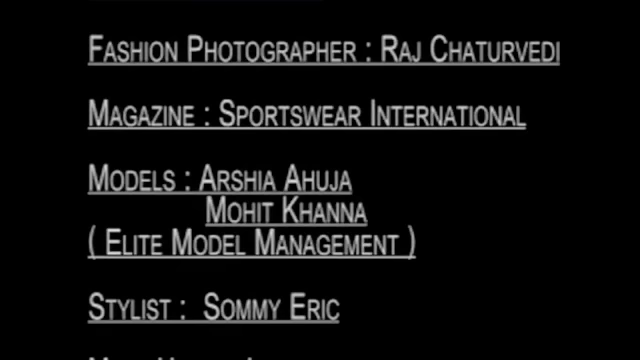 FASHION PHOTOGRAPHER : RAJ CHATURVEDI
MAGAZINE : SPORTSWEAR INTERNATIONAL
MODELS : ARSHIA AHUJA
MOHIT KHANNA
( ELITE MODEL MANAGEMENT )
STYLIST : SOMMY ERIC